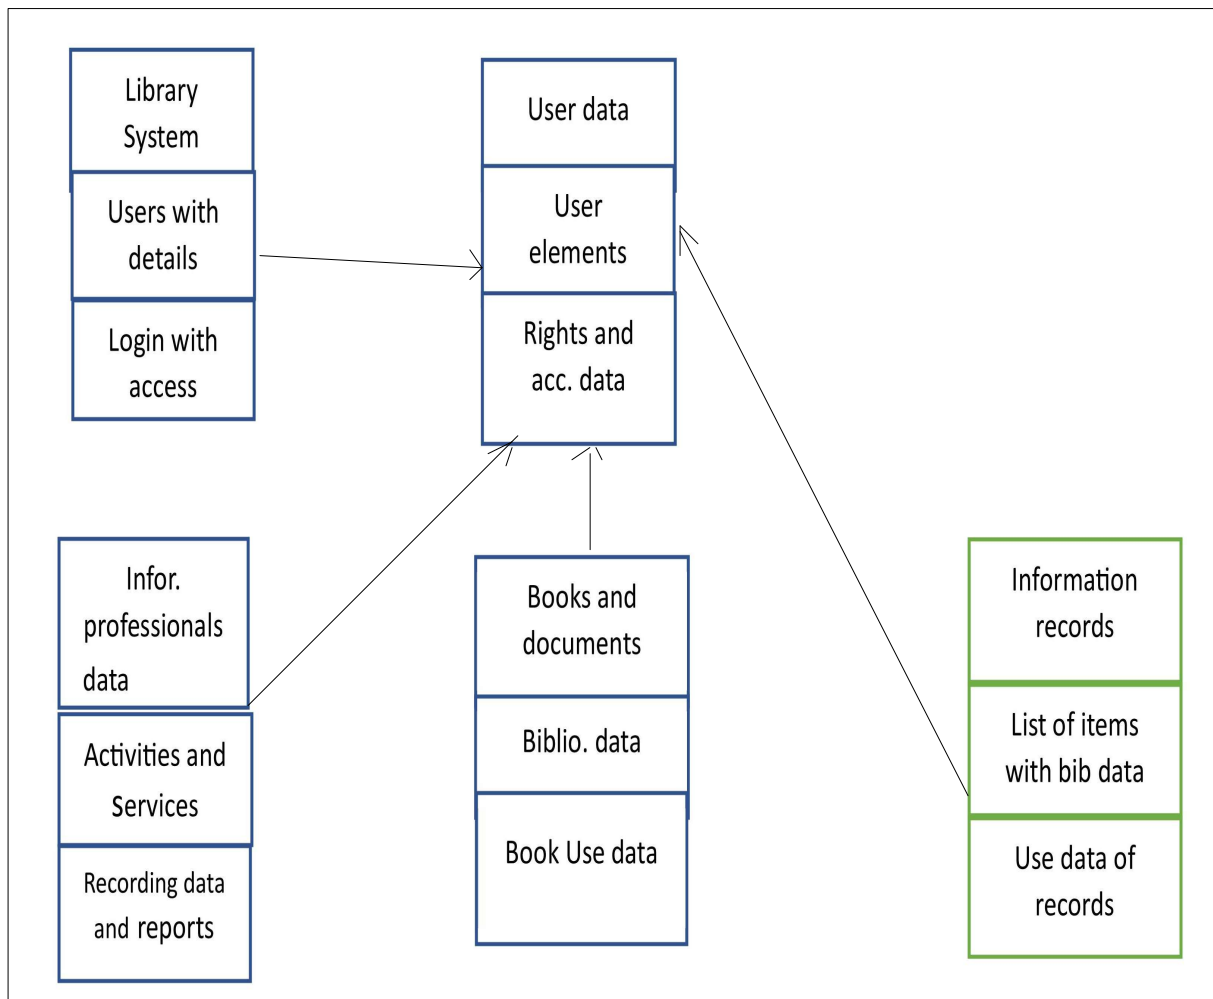 Library
System
Users with
details
Login with
access
User data
User
elements
Rights and
acc. data
Infor.
professionals
data
Activities and
Services
Recording data
and reports
Books and
documents
Biblio. data
Book Use data
Information
records
List of items
with bib data
Use data of
records